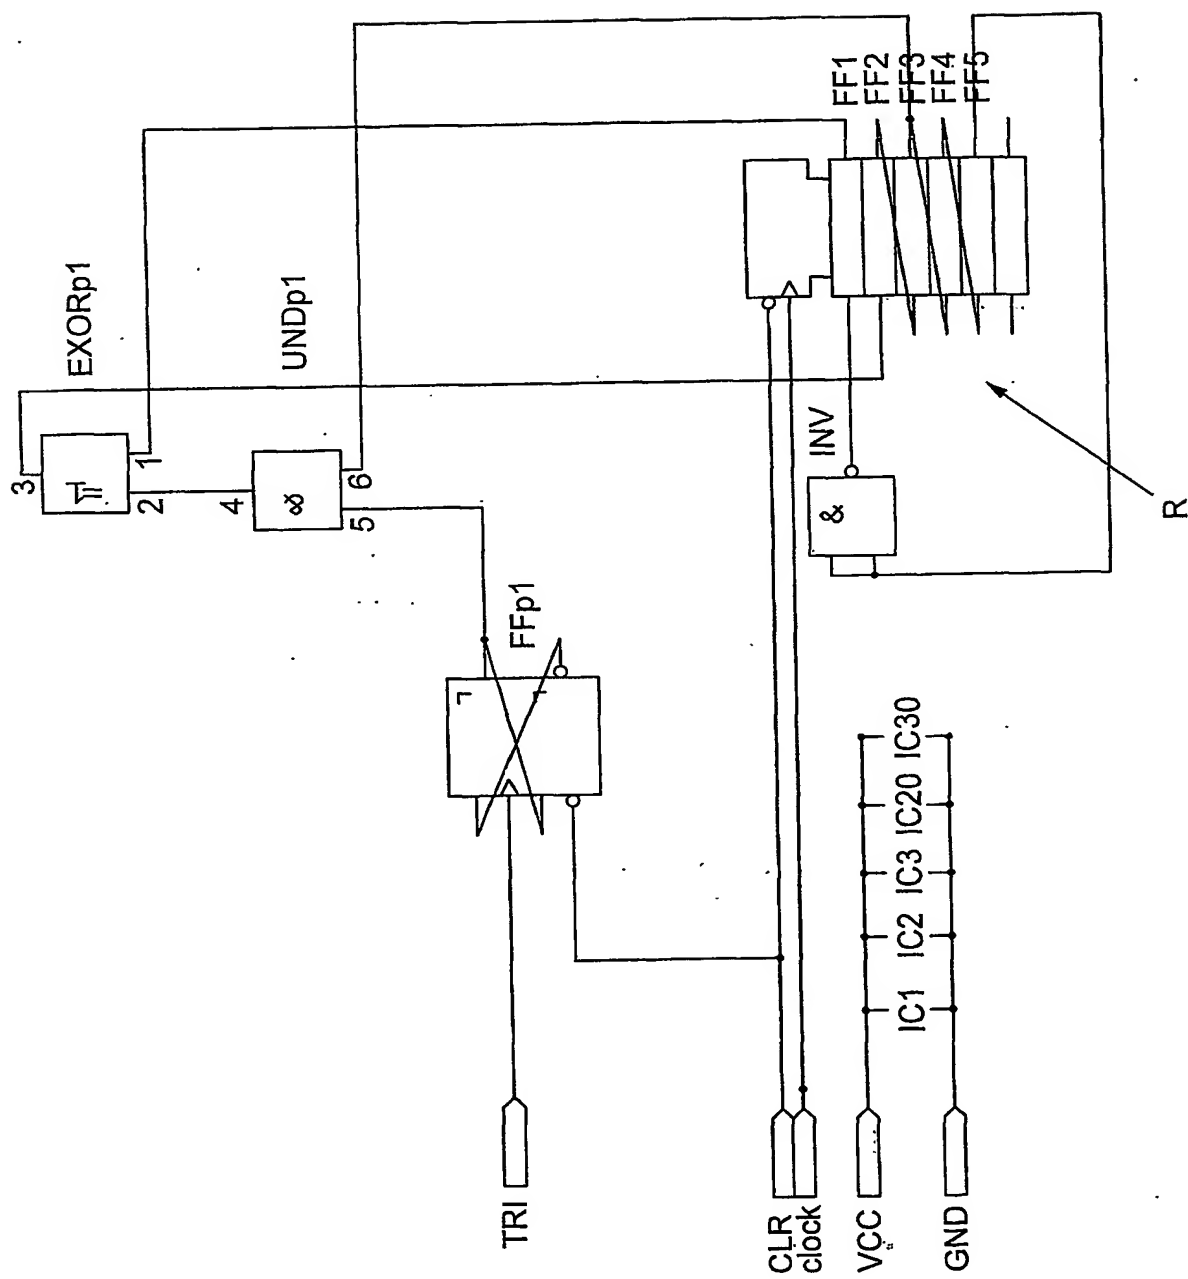 EXORp1
3
=1
1
2
UNDp1
4
&
5
6
FFp1
FF1
FF2
FF3
FF4
FF5
INV
&
R
TRI
CLR
clock
VCC
GND
IC1
IC2
IC3
IC20
IC30